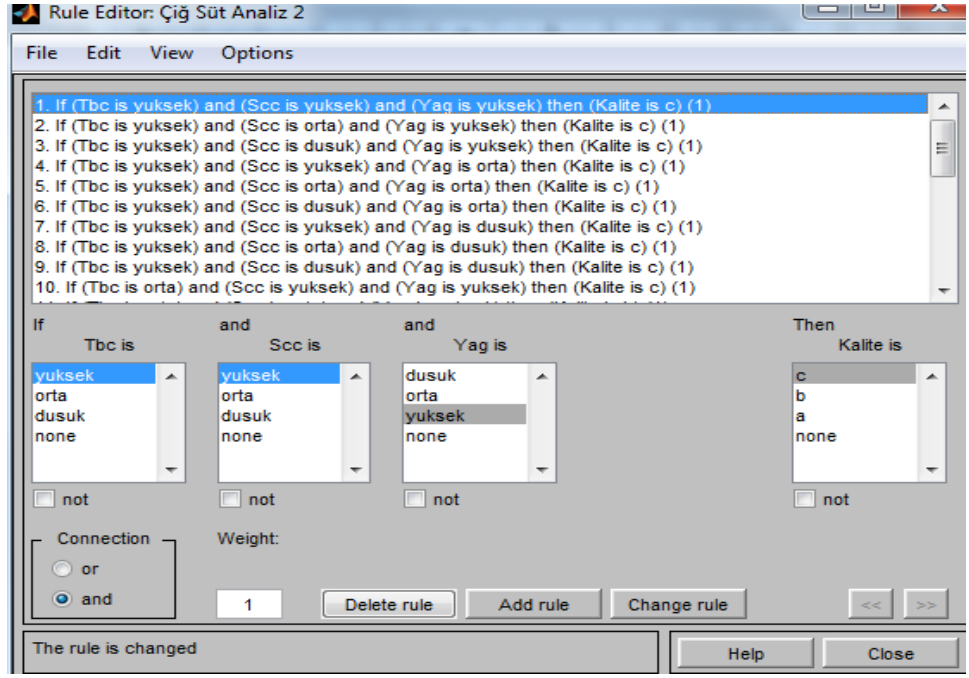 Rule Editor: Çiğ Süt Analiz 2
File Edit View Options
1. If (Tbc is yuksek) and (Scc is yuksek) and (Yag is yuksek) then (Kalite is c) (1)
2. If (Tbc is yuksek) and (Scc is orta) and (Yag is yuksek) then (Kalite is c) (1)
3. If (Tbc is yuksek) and (Scc is dusuk) and (Yag is yuksek) then (Kalite is c) (1)
4. If (Tbc is yuksek) and (Scc is yuksek) and (Yag is orta) then (Kalite is c) (1)
5. If (Tbc is yuksek) and (Scc is orta) and (Yag is orta) then (Kalite is c) (1)
6. If (Tbc is yuksek) and (Scc is dusuk) and (Yag is orta) then (Kalite is c) (1)
7. If (Tbc is yuksek) and (Scc is yuksek) and (Yag is dusuk) then (Kalite is c) (1)
8. If (Tbc is yuksek) and (Scc is orta) and (Yag is dusuk) then (Kalite is c) (1)
9. If (Tbc is yuksek) and (Scc is dusuk) and (Yag is dusuk) then (Kalite is c) (1)
10. If (Tbc is orta) and (Scc is yuksek) and (Yag is yuksek) then (Kalite is c) (1)
If and and Then
Tbc is Scc is Yag is Kalite is
yuksek yuksek dusuk c
orta orta orta b
dusuk dusuk yuksek a
none none none none
not not not not
Connection Weight:
or
and 1 Delete rule Add rule Change rule << >>
The rule is changed Help Close